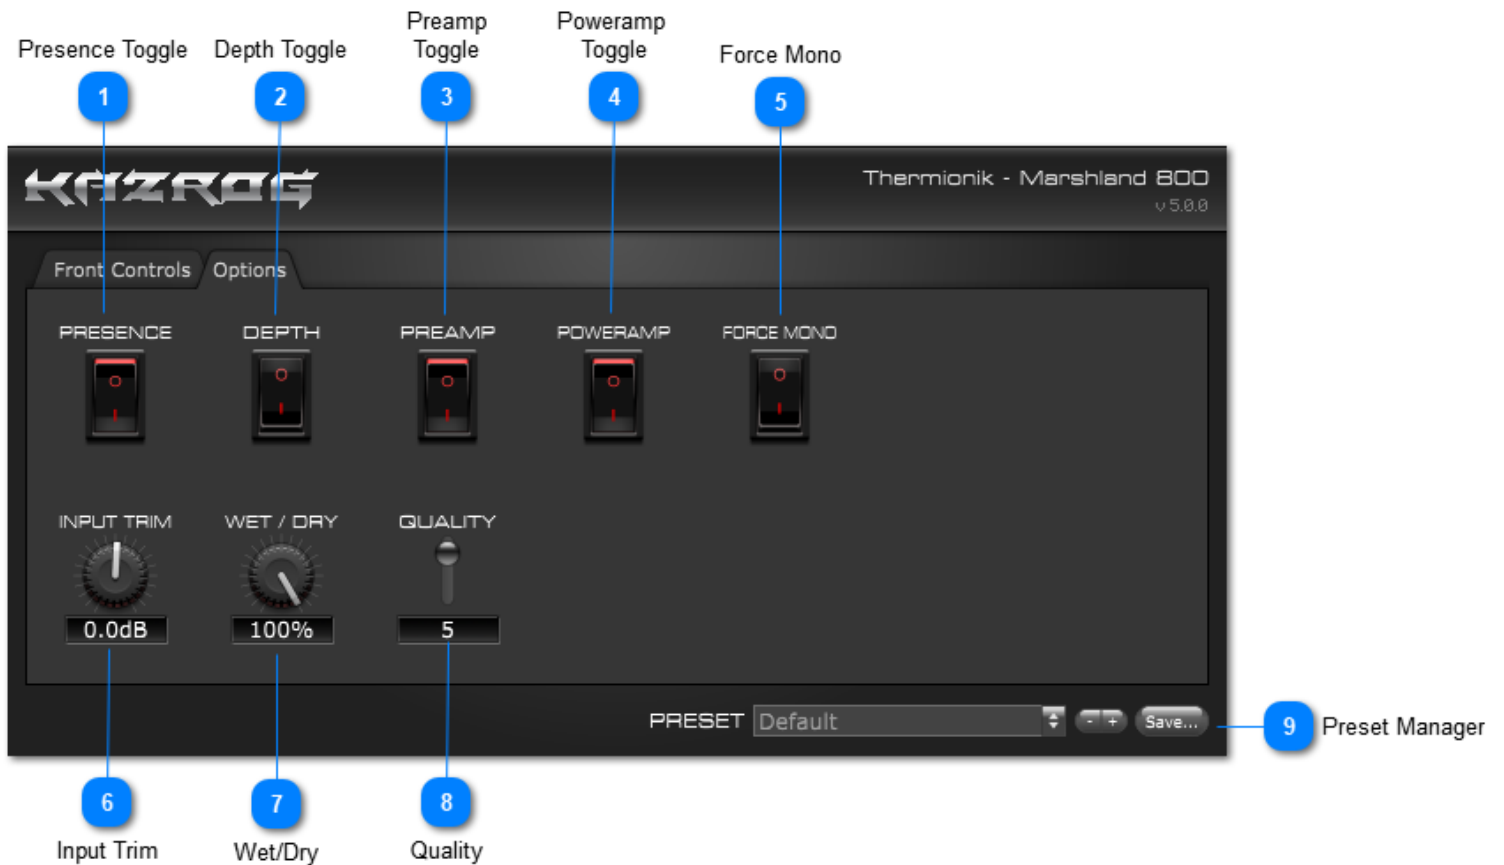 Preamp
Toggle
Poweramp
Toggle
Presence Toggle
Depth Toggle
Force Mono
1
2
3
4
5
KAZROG
Thermionik - Marshland 800
v 5.0.0
Front Controls
Options
PRESENCE
DEPTH
PREAMP
POWERAMP
FORCE MONO
O
I
O
I
O
I
O
I
O
I
INPUT TRIM
WET / DRY
QUALITY
0.0dB
100%
5
PRESET
Default
- +
Save...
9
Preset Manager
6
7
8
Input Trim
Wet/Dry
Quality